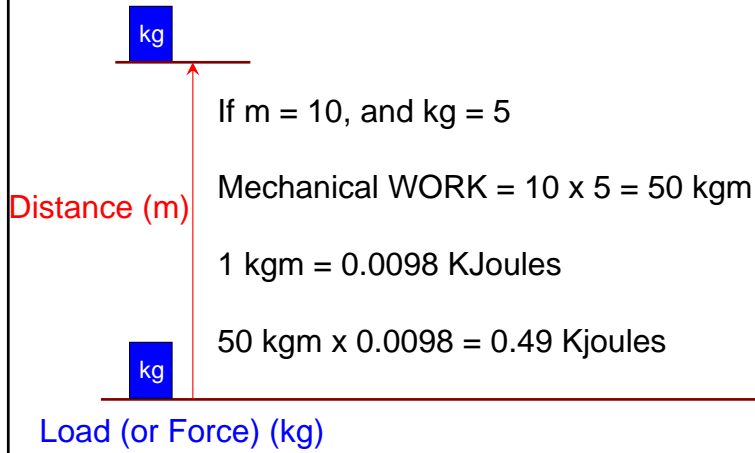 kg
If m = 10, and kg = 5
Mechanical WORK = 10 x 5 = 50 kgm
Distance (m)
1 kgm = 0.0098 KJoules
50 kgm x 0.0098 = 0.49 Kjoules
kg
Load (or Force) (kg)